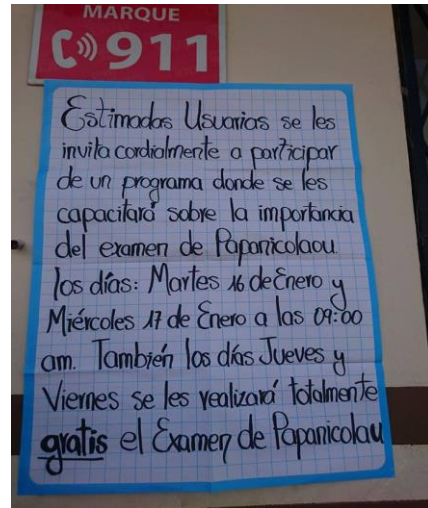 MARQUE
911
Estimadas Usuarias se les
invita cordialmente a participar
de un programa donde se les
capacitará sobre la importancia
del examen de Papanicolaou.
los días: Martes 16 de Enero y
Miércoles 17 de Enero a las 09:00
am. También los días Jueves y
Viernes se les realizará totalmente
gratis el Examen de Papanicolau